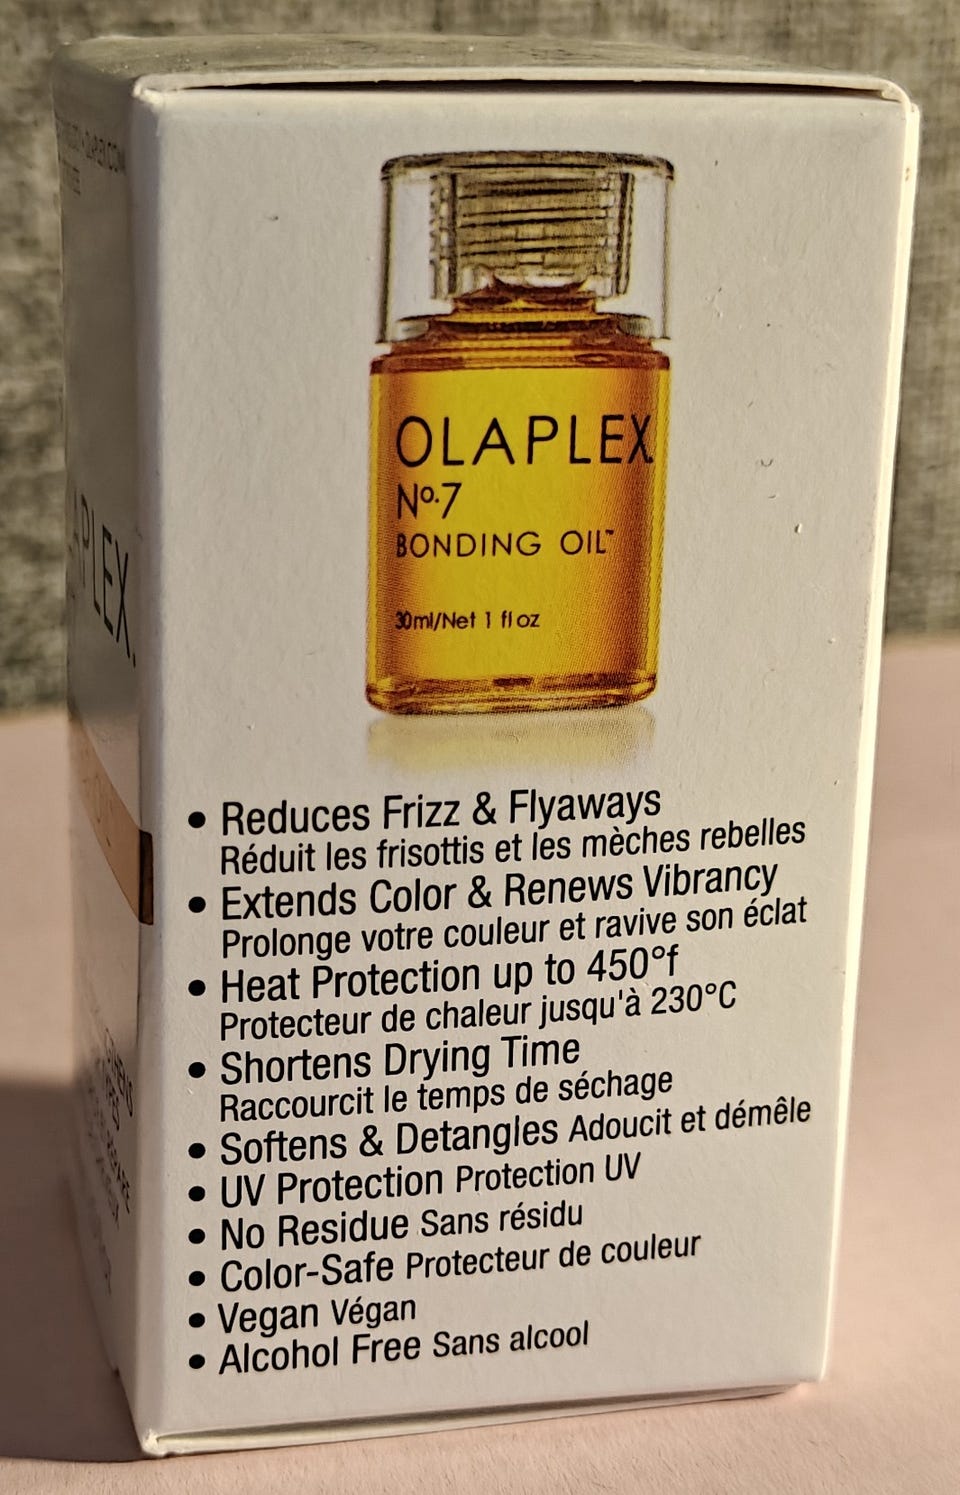 OLAPLEX
Nº.7
BONDING OIL™
30ml/Net 1 fl oz
• Reduces Frizz & Flyaways
Réduit les frisottis et les mèches rebelles
• Extends Color & Renews Vibrancy
Prolonge votre couleur et ravive son éclat
• Heat Protection up to 450°f
Protecteur de chaleur jusqu'à 230°C
• Shortens Drying Time
Raccourcit le temps de séchage
• Softens & Detangles Adoucit et démêle
• UV Protection Protection UV
• No Residue Sans résidu
• Color-Safe Protecteur de couleur
• Vegan Végan
• Alcohol Free Sans alcool
APLEX.